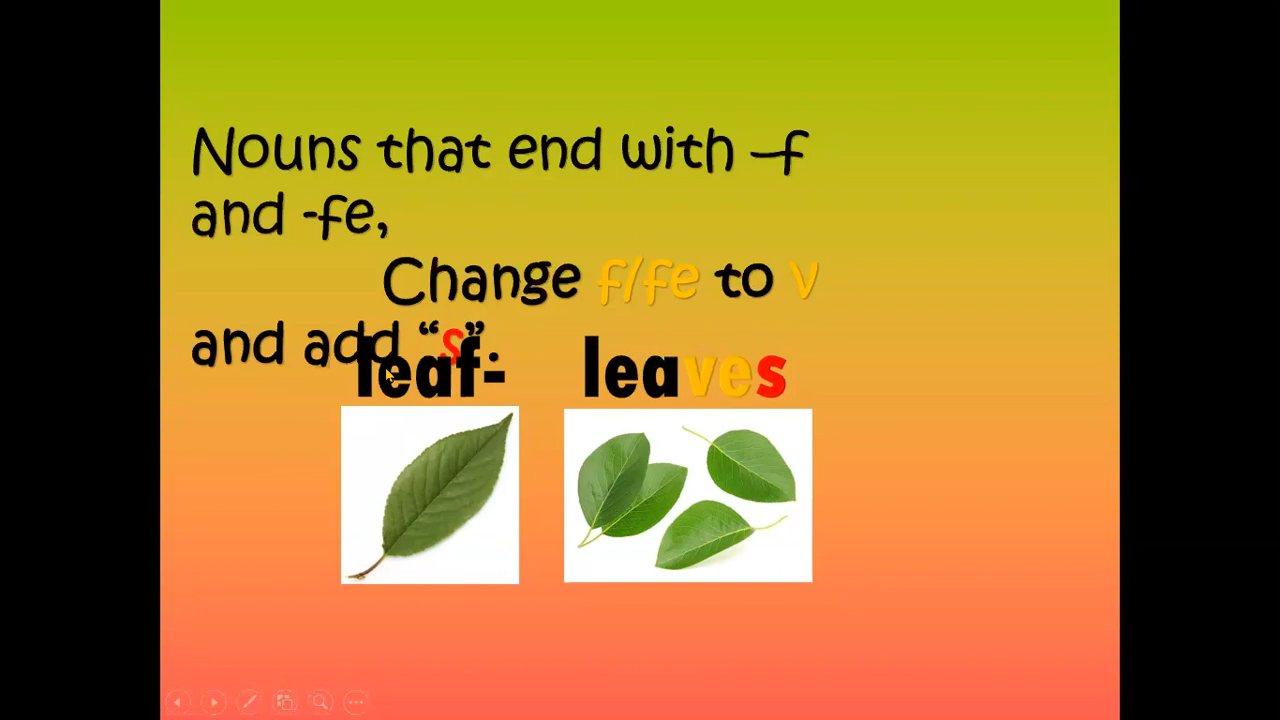 Nouns that end with –f
and -fe,
Change f/fe to v
and add “s”
leaf- leaves